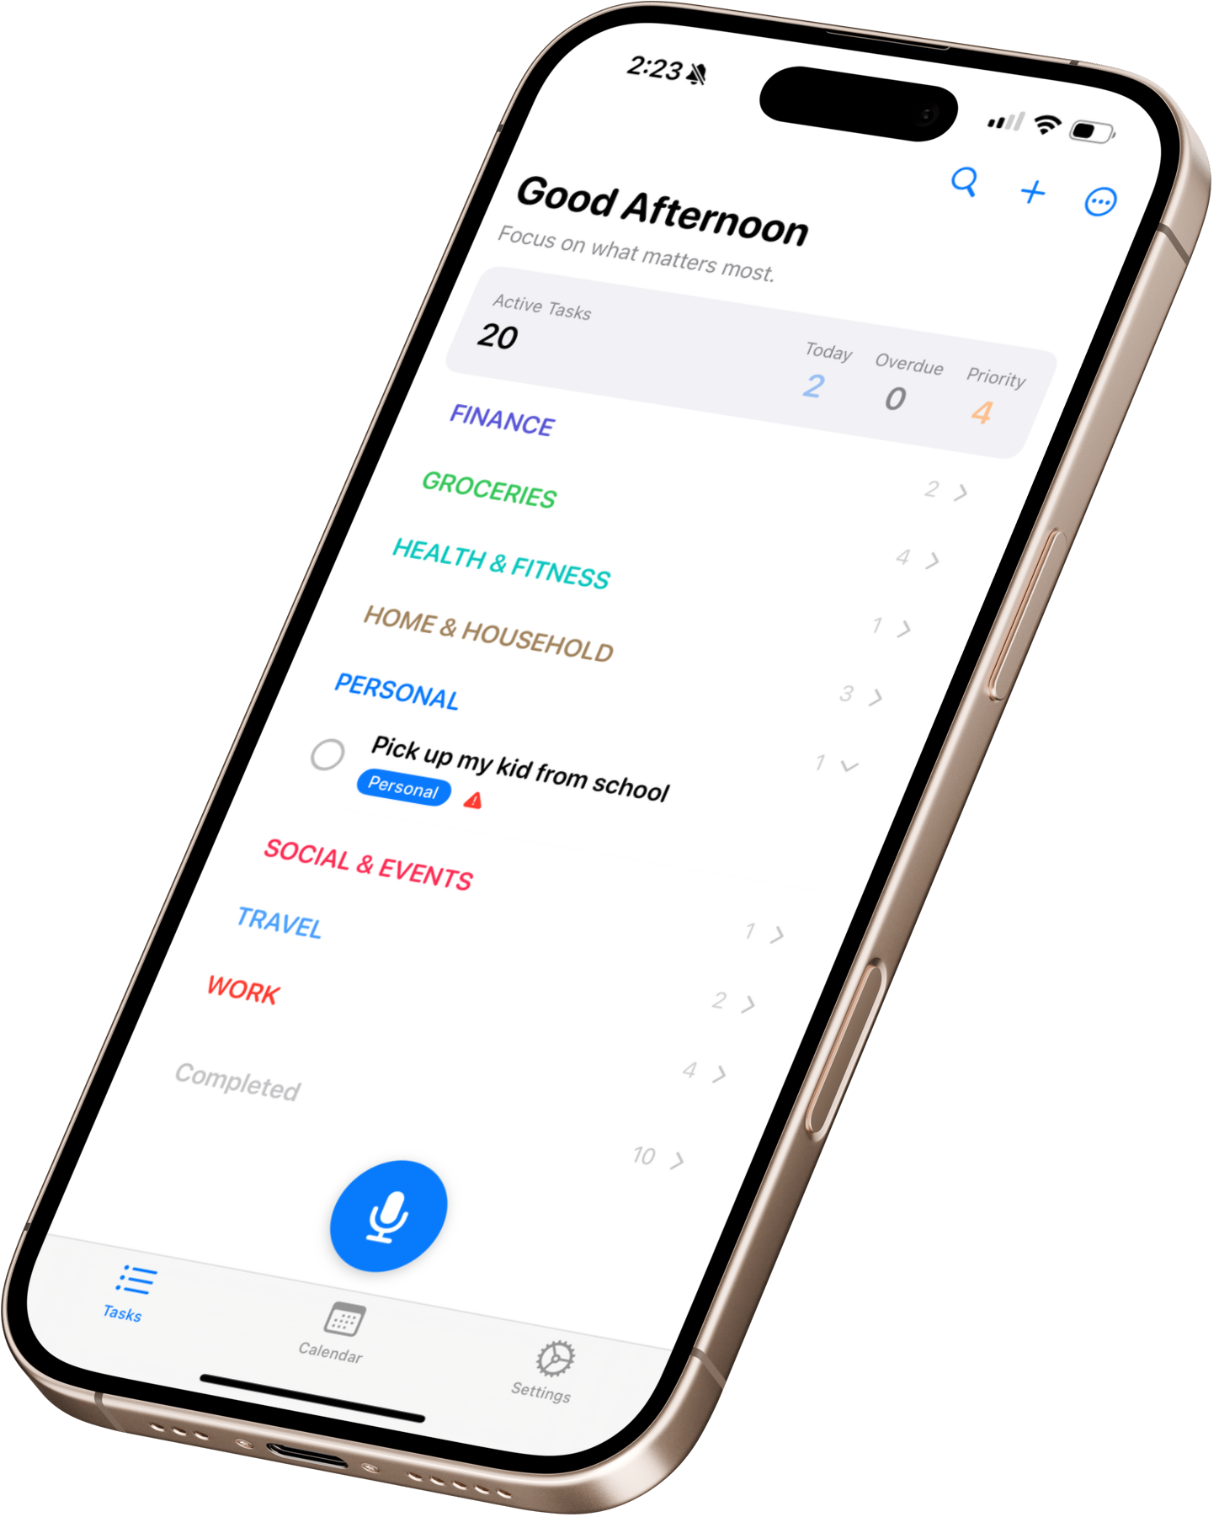 2:23
Good Afternoon
Focus on what matters most.
Active Tasks
20
Today
2
Overdue
0
Priority
4
FINANCE
2
GROCERIES
4
HEALTH & FITNESS
1
HOME & HOUSEHOLD
3
PERSONAL
1
Pick up my kid from school
Personal
SOCIAL & EVENTS
1
TRAVEL
2
WORK
4
Completed
10
Tasks
Calendar
Settings